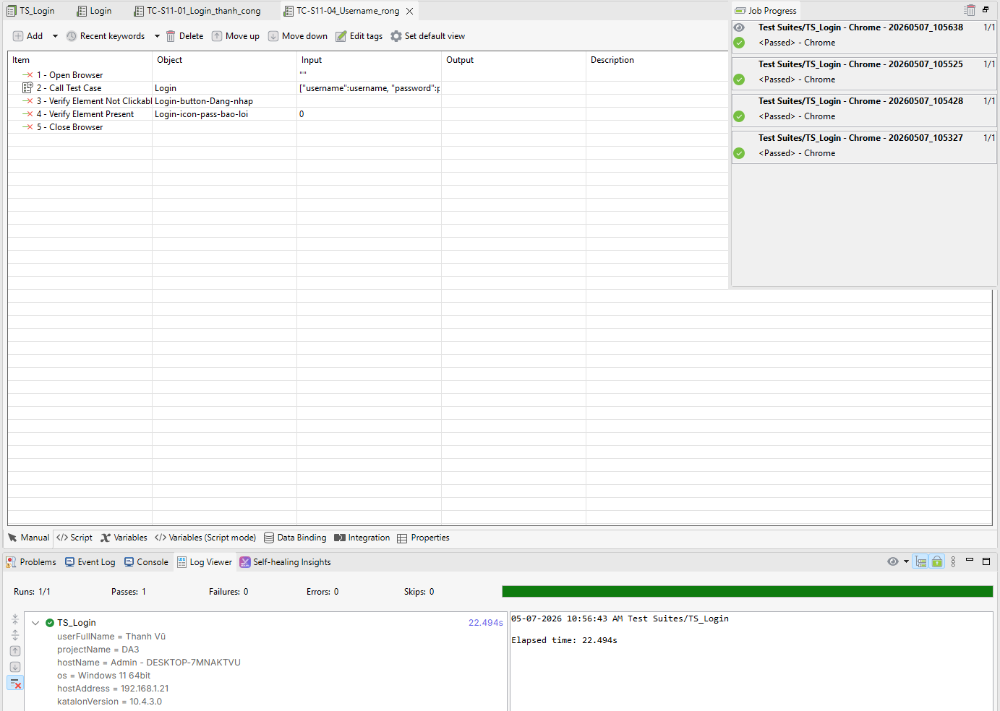 TS_Login Login TC-S11-01_Login_thanh_cong TC-S11-04_Username_rong
Add Recent keywords Delete Move up Move down Edit tags Set default view
Item Object Input Output Description
1 - Open Browser ""
2 - Call Test Case Login ["username":username, "password":p
3 - Verify Element Not Clickabl Login-button-Dang-nhap
4 - Verify Element Present Login-icon-pass-bao-loi 0
5 - Close Browser
Job Progress
Test Suites/TS_Login - Chrome - 20260507_105638 1/1
<Passed> - Chrome
Test Suites/TS_Login - Chrome - 20260507_105525 1/1
<Passed> - Chrome
Test Suites/TS_Login - Chrome - 20260507_105428 1/1
<Passed> - Chrome
Test Suites/TS_Login - Chrome - 20260507_105327 1/1
<Passed> - Chrome
Manual </> Script Variables </> Variables (Script mode) Data Binding Integration Properties
Problems Event Log Console Log Viewer Self-healing Insights
Runs: 1/1 Passes: 1 Failures: 0 Errors: 0 Skips: 0
TS_Login 22.494s
userFullName = Thanh Vũ
projectName = DA3
hostName = Admin - DESKTOP-7MNAKTVU
os = Windows 11 64bit
hostAddress = 192.168.1.21
katalonVersion = 10.4.3.0
05-07-2026 10:56:43 AM Test Suites/TS_Login
Elapsed time: 22.494s